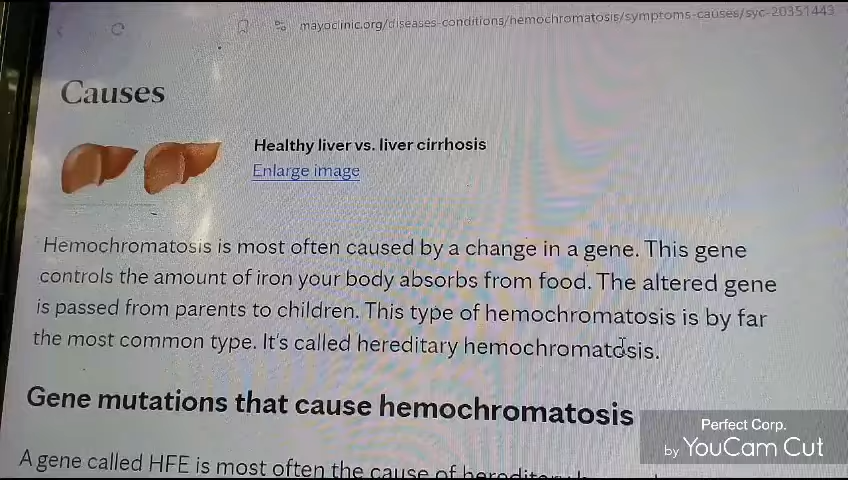 mayoclinic.org/diseases-conditions/hemochromatosis/symptoms-causes/syc-20351443
Causes
Healthy liver vs. liver cirrhosis
Enlarge image
Hemochromatosis is most often caused by a change in a gene. This gene
controls the amount of iron your body absorbs from food. The altered gene
is passed from parents to children. This type of hemochromatosis is by far
the most common type. It's called hereditary hemochromatosis.
Gene mutations that cause hemochromatosis
A gene called HFE is most often the cause of hereditary
Perfect Corp.
by YouCam Cut